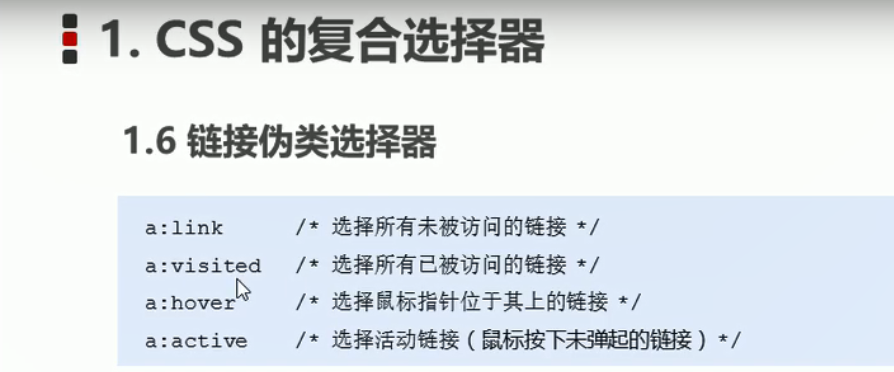 1. CSS 的复合选择器
1.6 链接伪类选择器
a:link /* 选择所有未被访问的链接 */
a:visited /* 选择所有已被访问的链接 */
a:hover /* 选择鼠标指针位于其上的链接 */
a:active /* 选择活动链接（鼠标按下未弹起的链接）*/